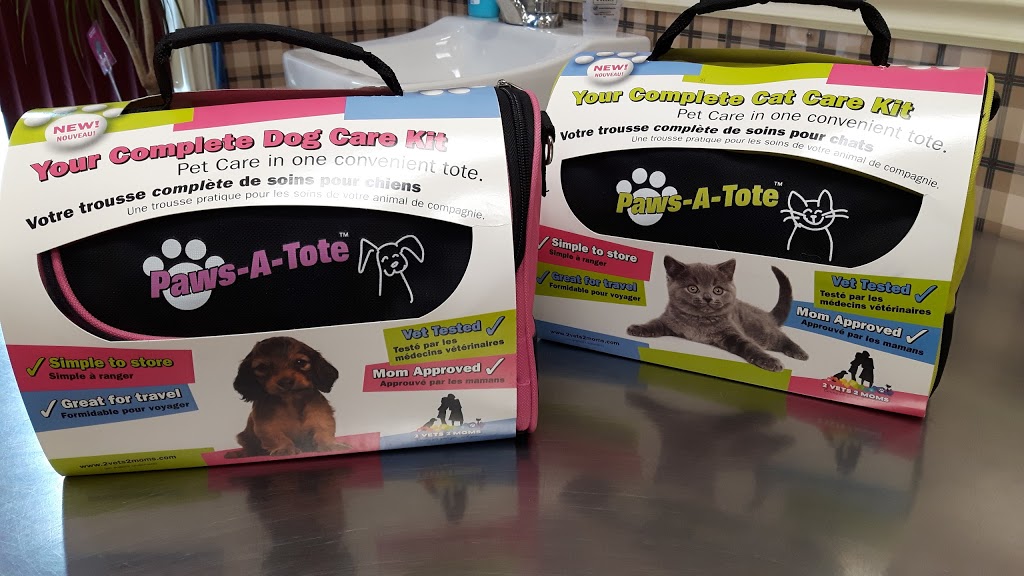 NEW!
NOUVEAU!
Your Complete Dog Care Kit
Pet Care in one convenient tote.
Votre trousse complète de soins pour chiens
Une trousse pratique pour les soins de votre animal de compagnie.
Paws-A-Tote™
Simple to store
Simple à ranger
Great for travel
Formidable pour voyager
Vet Tested
Testé par les
médecins vétérinaires
Mom Approved
Approuvé par les mamans
2 VETS 2 MOMS
www.2vets2moms.com
NEW!
NOUVEAU!
Your Complete Cat Care Kit
Pet Care in one convenient tote.
Votre trousse complète de soins pour chats
Une trousse pratique pour les soins de votre animal de compagnie.
Paws-A-Tote™
Simple to store
Simple à ranger
Great for travel
Formidable pour voyager
Vet Tested
Testé par les
médecins vétérinaires
Mom Approved
Approuvé par les mamans
www.2vets2moms.com
2 VETS 2 MOMS